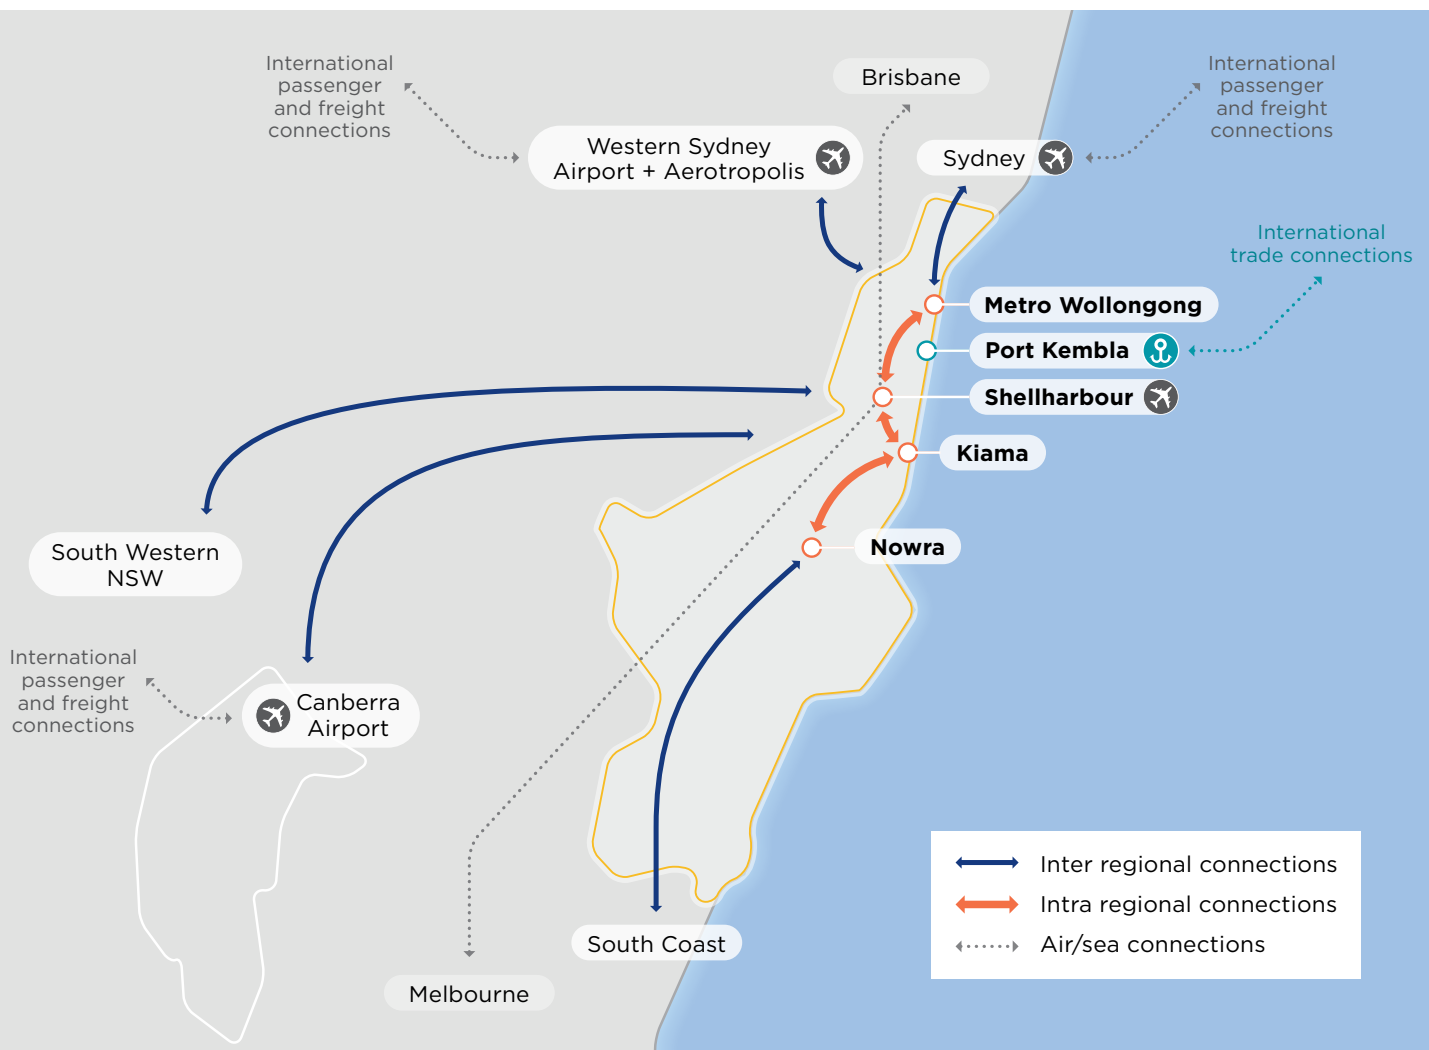 International
passenger
and freight
connections
Brisbane
International
passenger
and freight
connections
Western Sydney
Airport + Aerotropolis
Sydney
International
trade connections
Metro Wollongong
Port Kembla
Shellharbour
Kiama
Nowra
South Western
NSW
International
passenger
and freight
connections
Canberra
Airport
South Coast
Melbourne
Inter regional connections
Intra regional connections
Air/sea connections